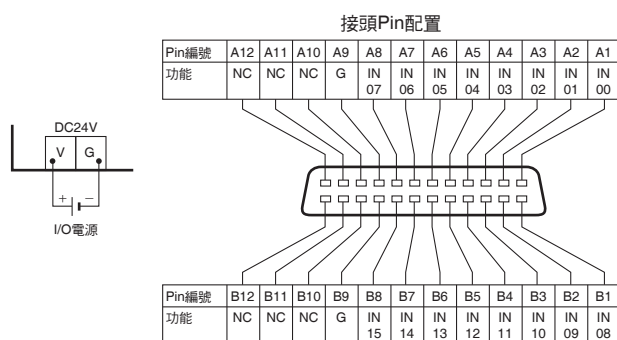 接頭Pin配置
Pin編號 A12 A11 A10 A9 A8 A7 A6 A5 A4 A3 A2 A1
功能 NC NC NC G IN 07 IN 06 IN 05 IN 04 IN 03 IN 02 IN 01 IN 00
DC24V
V G
+ −
I/O電源
Pin編號 B12 B11 B10 B9 B8 B7 B6 B5 B4 B3 B2 B1
功能 NC NC NC G IN 15 IN 14 IN 13 IN 12 IN 11 IN 10 IN 09 IN 08